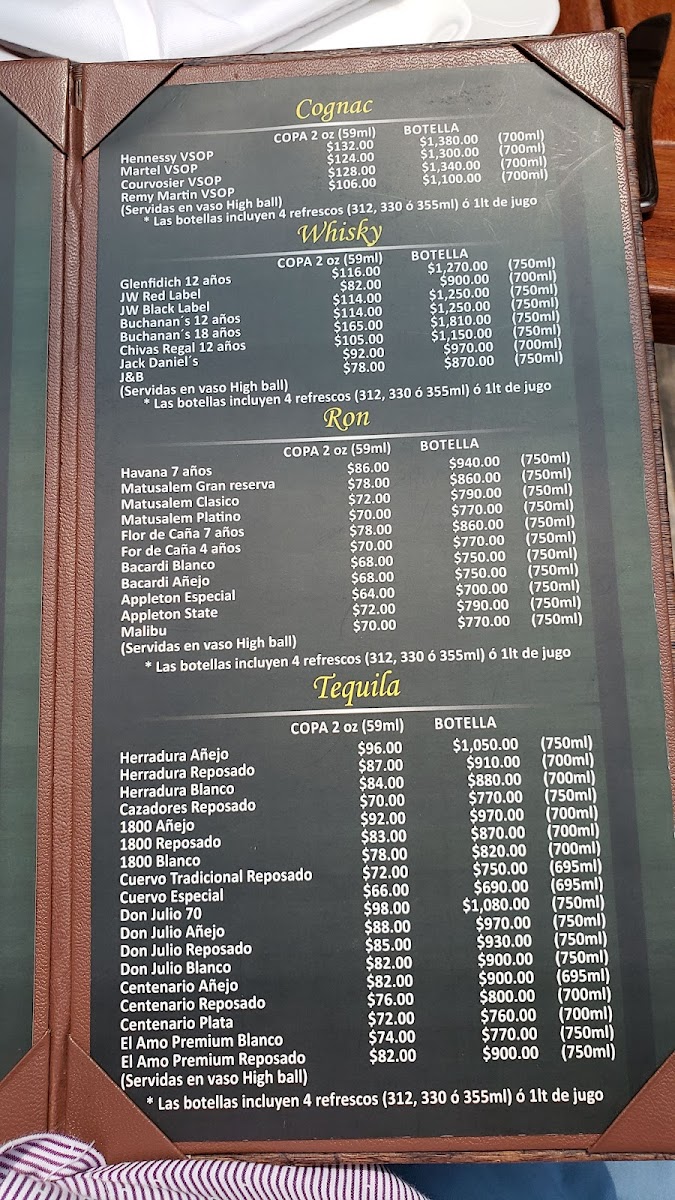 Cognac
COPA 2 oz (59ml) BOTELLA
Hennessy VSOP $132.00 $1,380.00 (700ml)
Martel VSOP $124.00 $1,300.00 (700ml)
Courvosier VSOP $128.00 $1,340.00 (700ml)
Remy Martin VSOP $106.00 $1,100.00 (700ml)
(Servidas en vaso High ball)
* Las botellas incluyen 4 refrescos (312, 330 ó 355ml) ó 1lt de jugo
Whisky
COPA 2 oz (59ml) BOTELLA
Glenfidich 12 años $116.00 $1,270.00 (750ml)
JW Red Label $82.00 $900.00 (700ml)
JW Black Label $114.00 $1,250.00 (750ml)
Buchanan´s 12 años $114.00 $1,250.00 (750ml)
Buchanan´s 18 años $165.00 $1,810.00 (750ml)
Chivas Regal 12 años $105.00 $1,150.00 (750ml)
Jack Daniel´s $92.00 $970.00 (700ml)
J&B $78.00 $870.00 (750ml)
(Servidas en vaso High ball)
* Las botellas incluyen 4 refrescos (312, 330 ó 355ml) ó 1lt de jugo
Ron
COPA 2 oz (59ml) BOTELLA
Havana 7 años $86.00 $940.00 (750ml)
Matusalem Gran reserva $78.00 $860.00 (750ml)
Matusalem Clasico $72.00 $790.00 (750ml)
Matusalem Platino $70.00 $770.00 (750ml)
Flor de Caña 7 años $78.00 $860.00 (750ml)
For de Caña 4 años $70.00 $770.00 (750ml)
Bacardi Blanco $68.00 $750.00 (750ml)
Bacardi Añejo $68.00 $750.00 (750ml)
Appleton Especial $64.00 $700.00 (750ml)
Appleton State $72.00 $790.00 (750ml)
Malibu $70.00 $770.00 (750ml)
(Servidas en vaso High ball)
* Las botellas incluyen 4 refrescos (312, 330 ó 355ml) ó 1lt de jugo
Tequila
COPA 2 oz (59ml) BOTELLA
Herradura Añejo $96.00 $1,050.00 (750ml)
Herradura Reposado $87.00 $910.00 (700ml)
Herradura Blanco $84.00 $880.00 (700ml)
Cazadores Reposado $70.00 $770.00 (750ml)
1800 Añejo $92.00 $970.00 (700ml)
1800 Reposado $83.00 $870.00 (700ml)
1800 Blanco $78.00 $820.00 (700ml)
Cuervo Tradicional Reposado $72.00 $750.00 (695ml)
Cuervo Especial $66.00 $690.00 (695ml)
Don Julio 70 $98.00 $1,080.00 (750ml)
Don Julio Añejo $88.00 $970.00 (750ml)
Don Julio Reposado $85.00 $930.00 (750ml)
Don Julio Blanco $82.00 $900.00 (750ml)
Centenario Añejo $82.00 $900.00 (695ml)
Centenario Reposado $76.00 $800.00 (700ml)
Centenario Plata $72.00 $760.00 (700ml)
El Amo Premium Blanco $74.00 $770.00 (750ml)
El Amo Premium Reposado $82.00 $900.00 (750ml)
(Servidas en vaso High ball)
* Las botellas incluyen 4 refrescos (312, 330 ó 355ml) ó 1lt de jugo